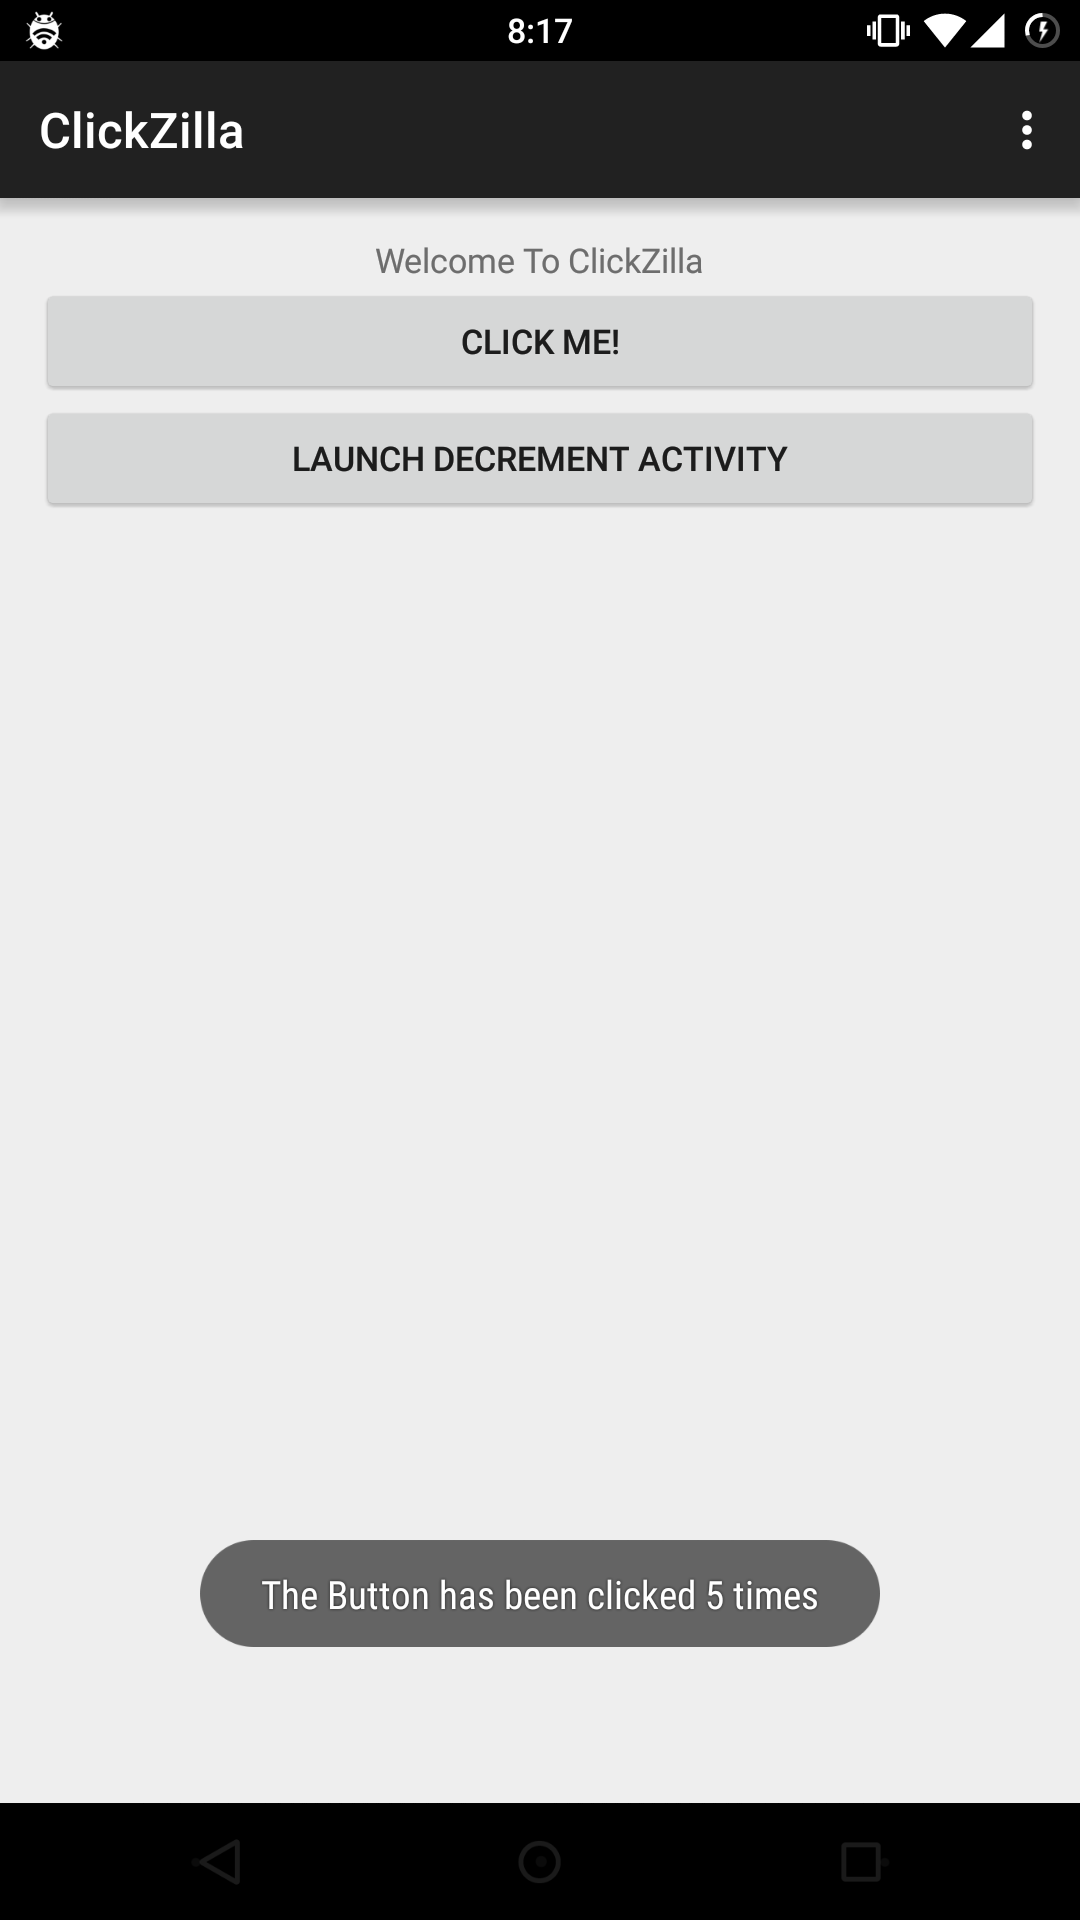 8:17
ClickZilla
Welcome To ClickZilla
CLICK ME!
LAUNCH DECREMENT ACTIVITY
The Button has been clicked 5 times